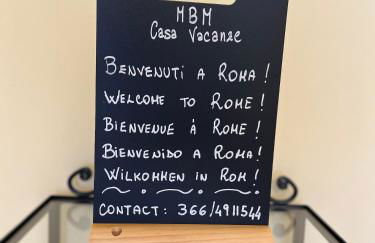 MBM
Casa Vacanze
BENVENUTI A ROMA!
WELCOME TO ROME!
BIENVENUE À ROME!
BIENVENIDO A ROMA!
WILKOMMEN IN ROM!
CONTACT: 366/4911544